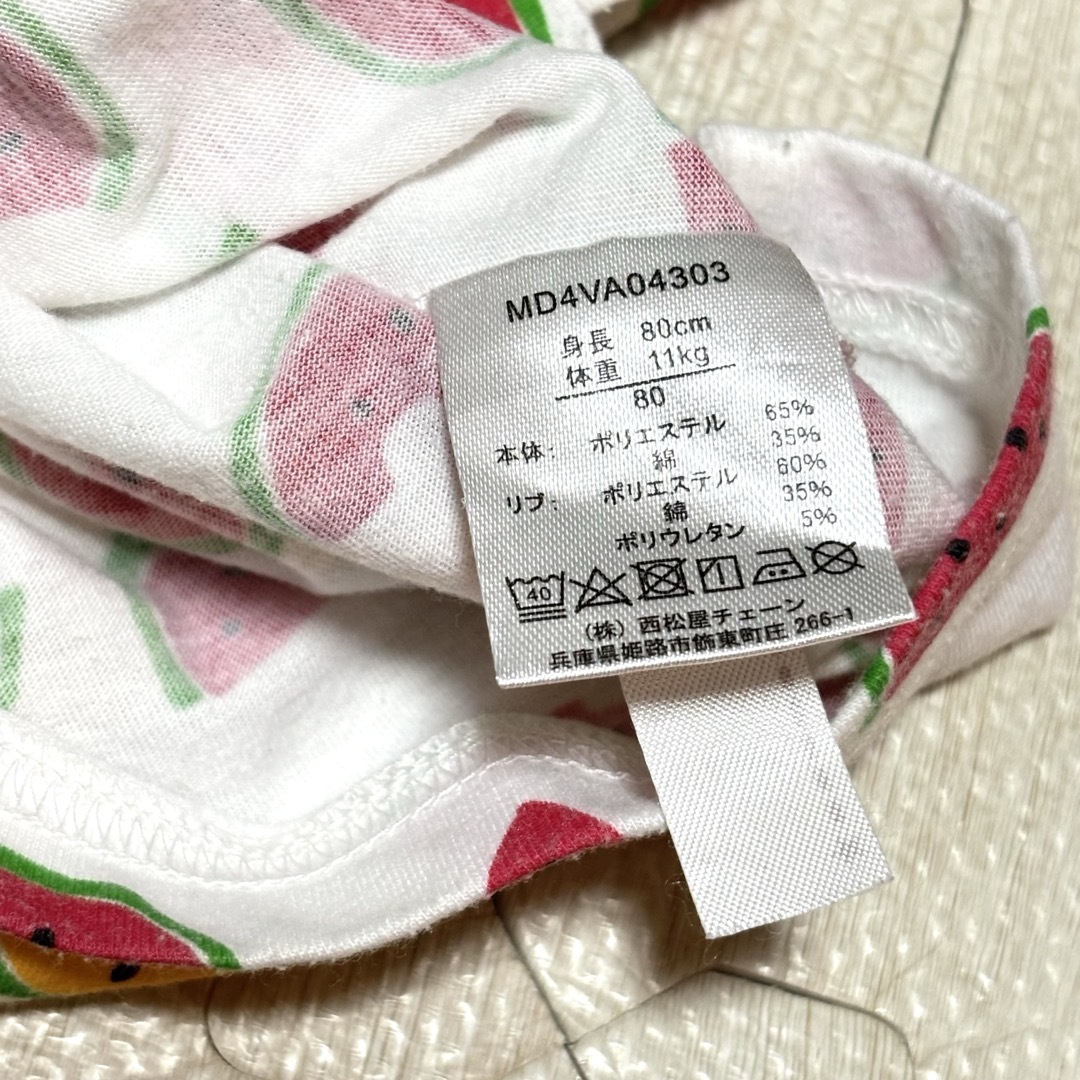 MD4VA04303
身長 80cm
体重 11kg
80
本体: ポリエステル 65%
綿 35%
リブ: ポリエステル 60%
綿 35%
ポリウレタン 5%
40
(株) 西松屋チェーン
兵庫県姫路市飾東町庄 266-1